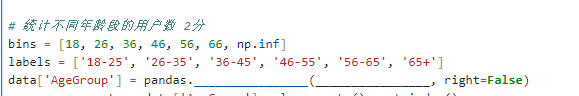 # 统计不同年龄段的用户数 2分
bins = [18, 26, 36, 46, 56, 66, np.inf]
labels = ['18-25', '26-35', '36-45', '46-55', '56-65', '65+']
data['AgeGroup'] = pandas.________________(________________, right=False)